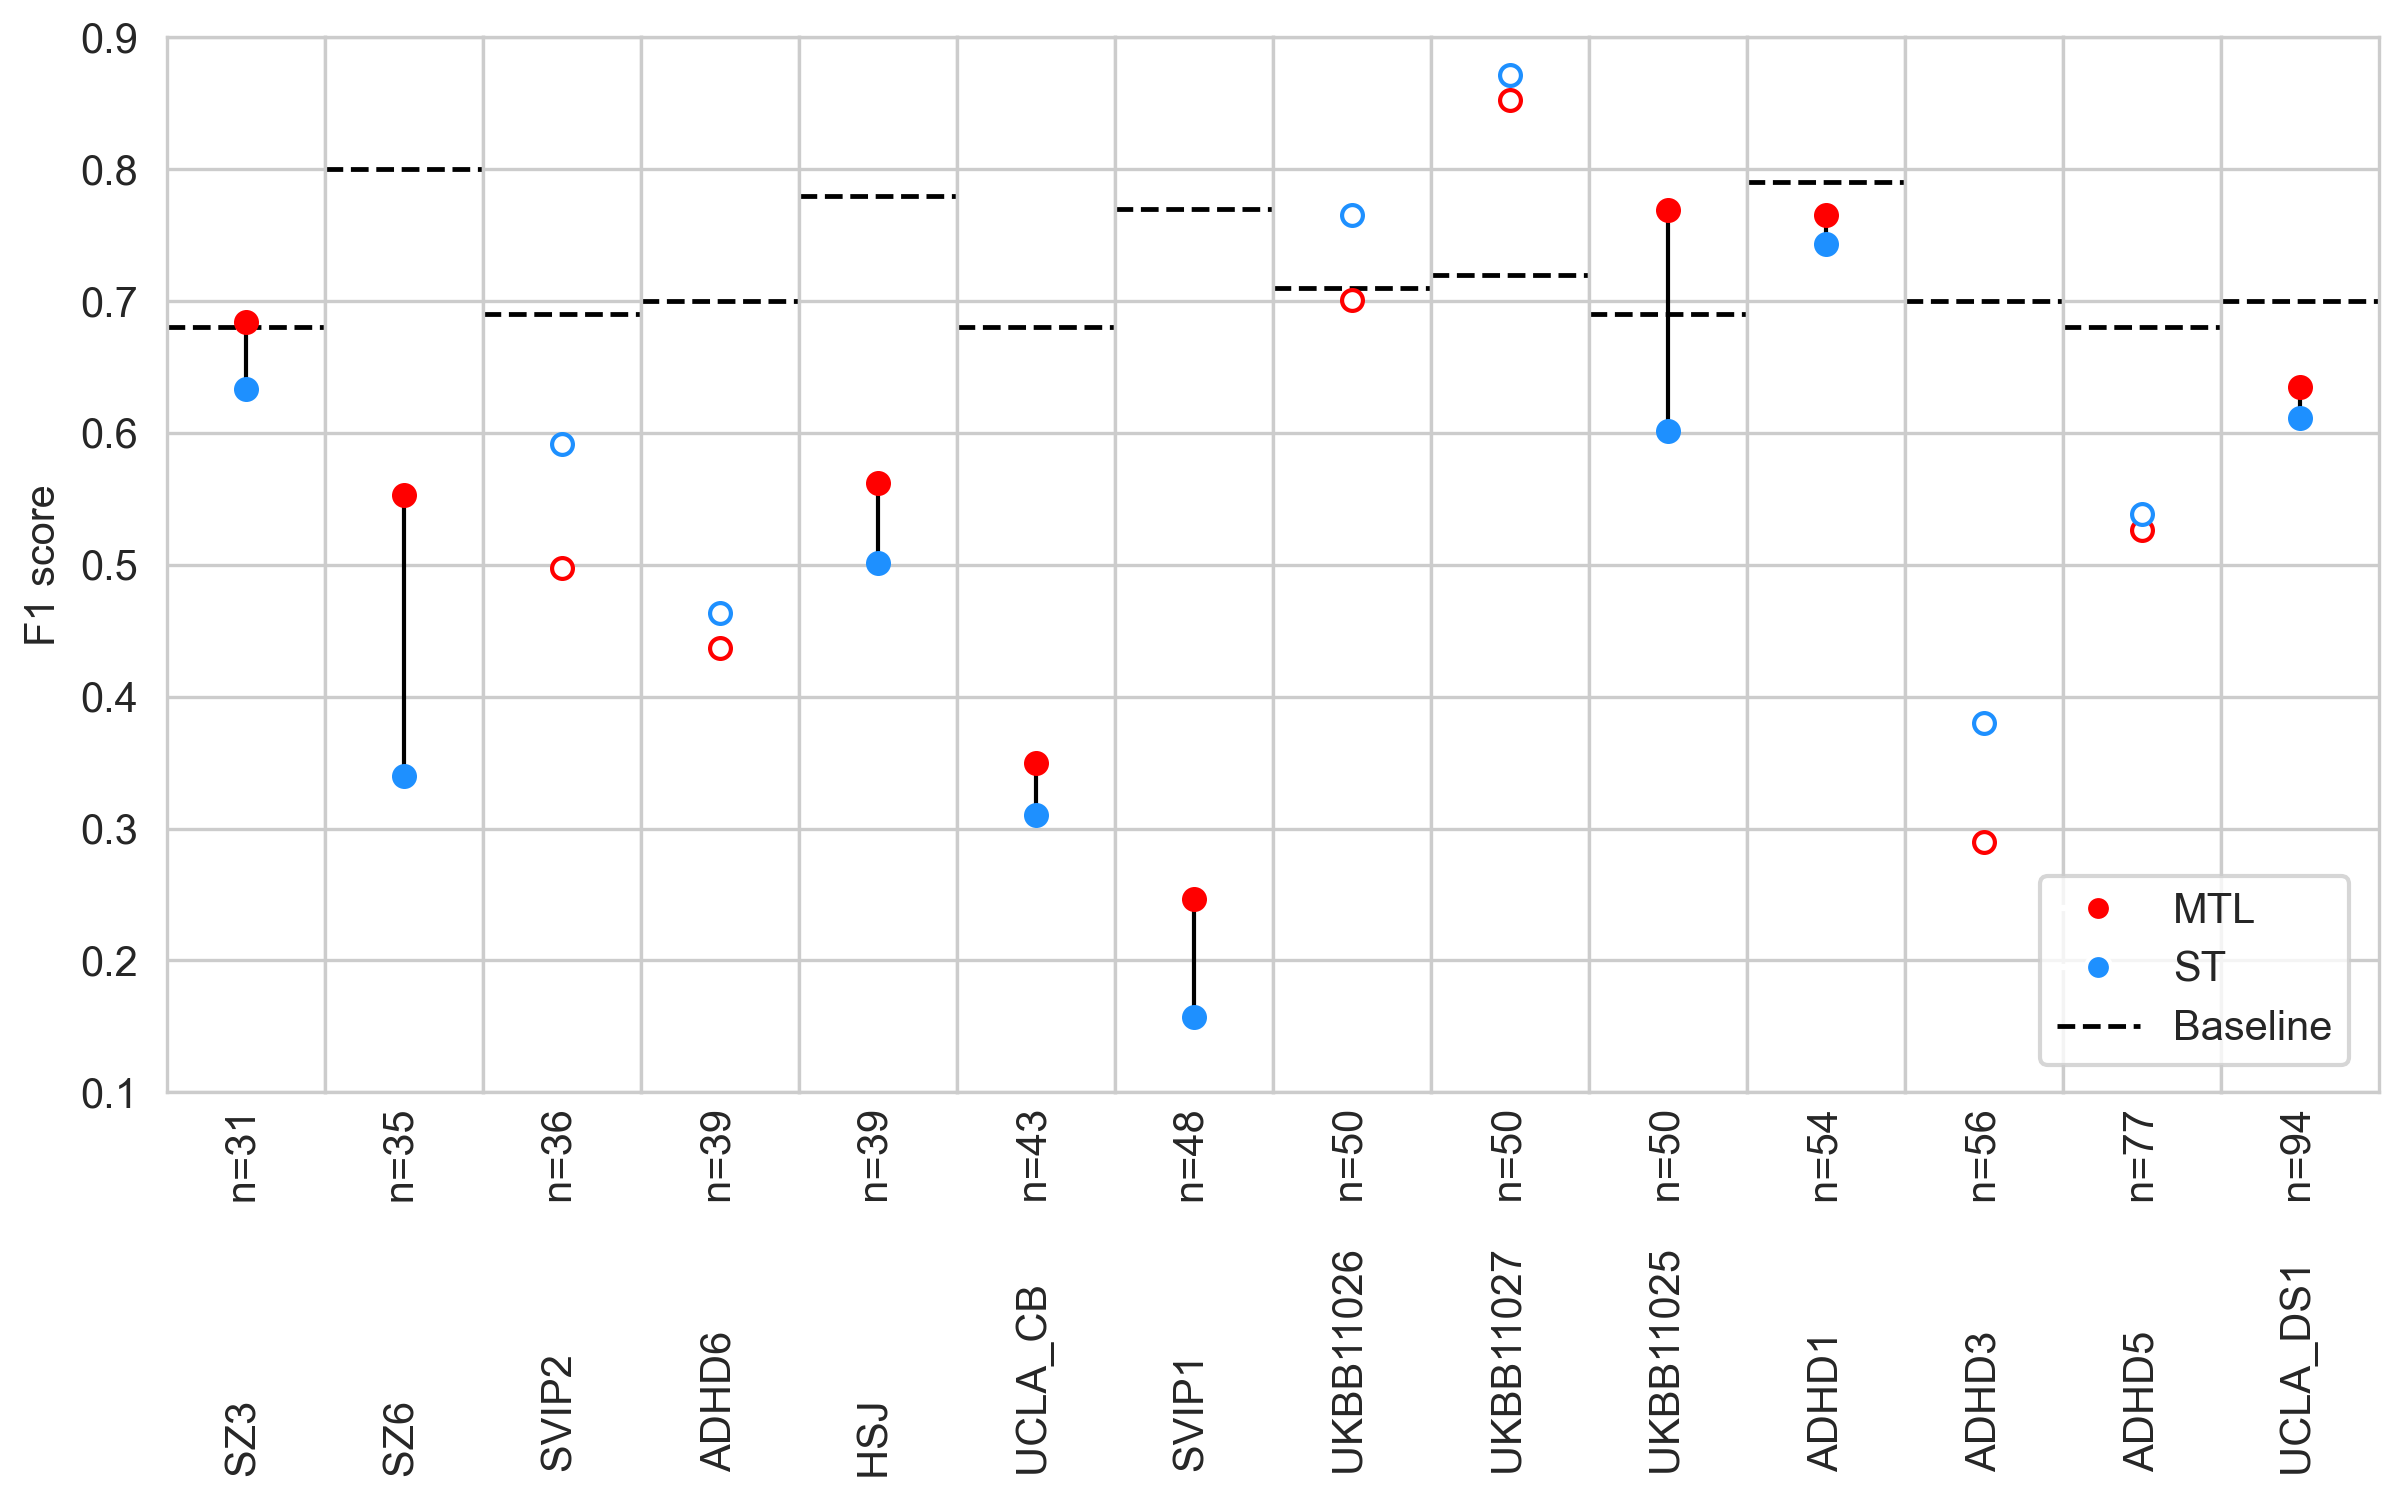 0.9
0.8
0.7
0.6
0.5
0.4
0.3
0.2
0.1
F1 score
MTL
ST
Baseline
SZ3 n=31
SZ6 n=35
SVIP2 n=36
ADHD6 n=39
HSJ n=39
UCLA_CB n=43
SVIP1 n=48
UKBB11026 n=50
UKBB11027 n=50
UKBB11025 n=50
ADHD1 n=54
ADHD3 n=56
ADHD5 n=77
UCLA_DS1 n=94